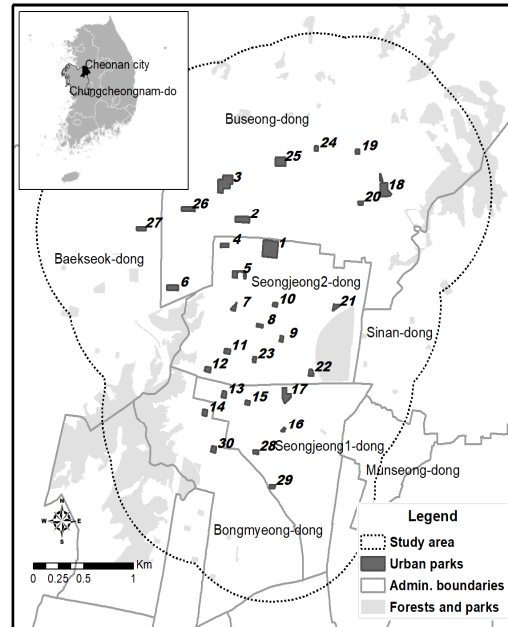 Cheonan city
Chungcheongnam-do
Buseong-dong
24
19
25
3
18
20
26
2
27
4
1
Baekseok-dong
5
Seongjeong2-dong
6
7
10
21
8
Sinan-dong
9
11
23
12
22
13
17
15
14
16
30
28
Seongjeong1-dong
Munseong-dong
29
Bongmyeong-dong
N
W E
S
Km
0 0.25 0.5 1
Legend
Study area
Urban parks
Admin. boundaries
Forests and parks